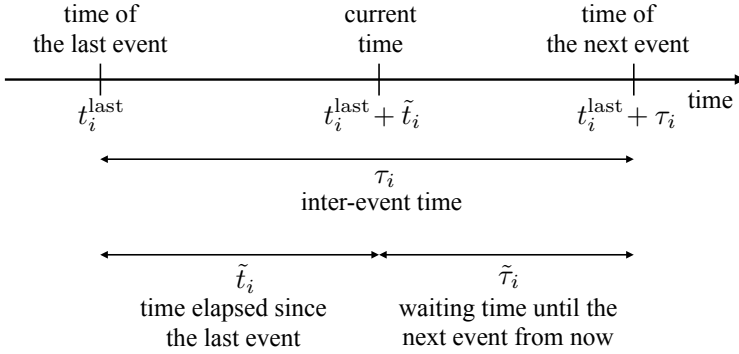 time of
the last event
current
time
time of
the next event
time
t_i^last
t_i^last + t̃_i
t_i^last + τ_i
τ_i
inter-event time
t̃_i
time elapsed since
the last event
τ̃_i
waiting time until the
next event from now